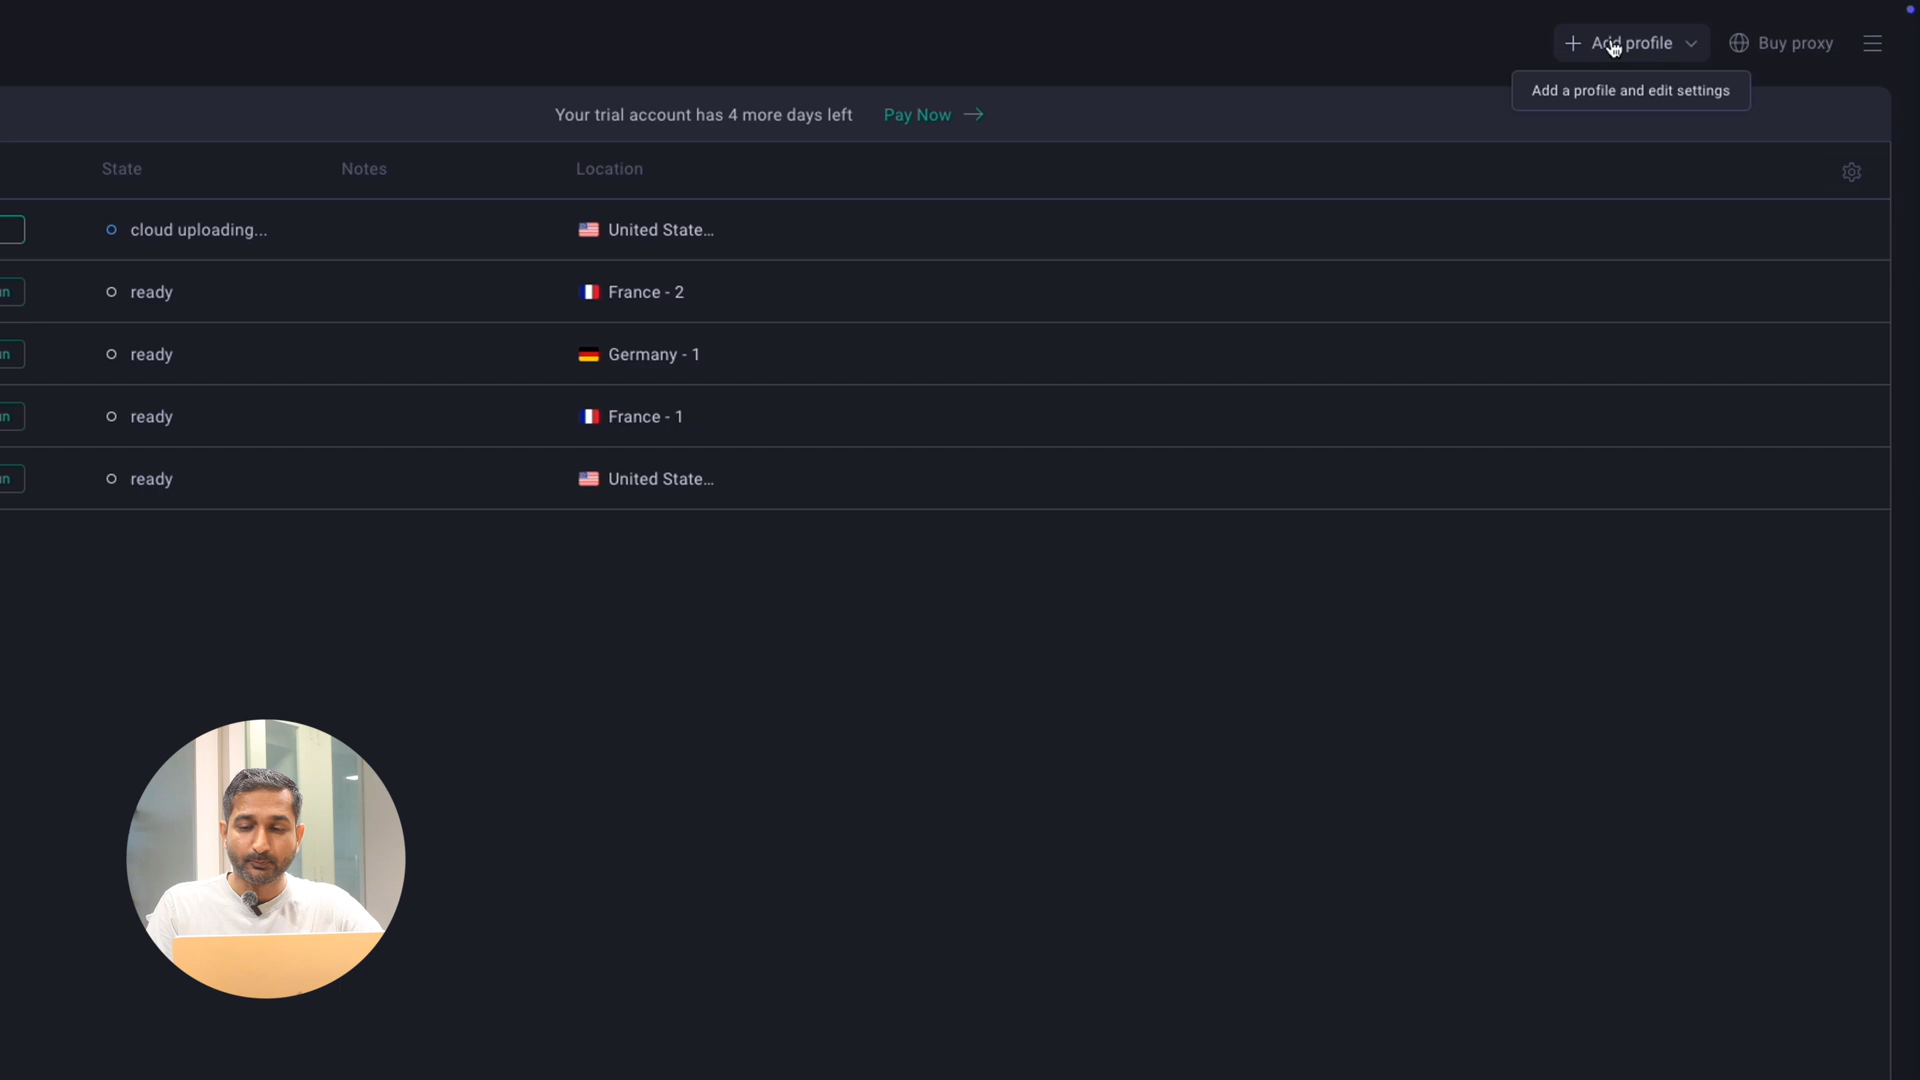 Add profile
Buy proxy
Add a profile and edit settings
Your trial account has 4 more days left
Pay Now
State
Notes
Location
cloud uploading...
United State...
ready
France - 2
ready
Germany - 1
ready
France - 1
ready
United State...